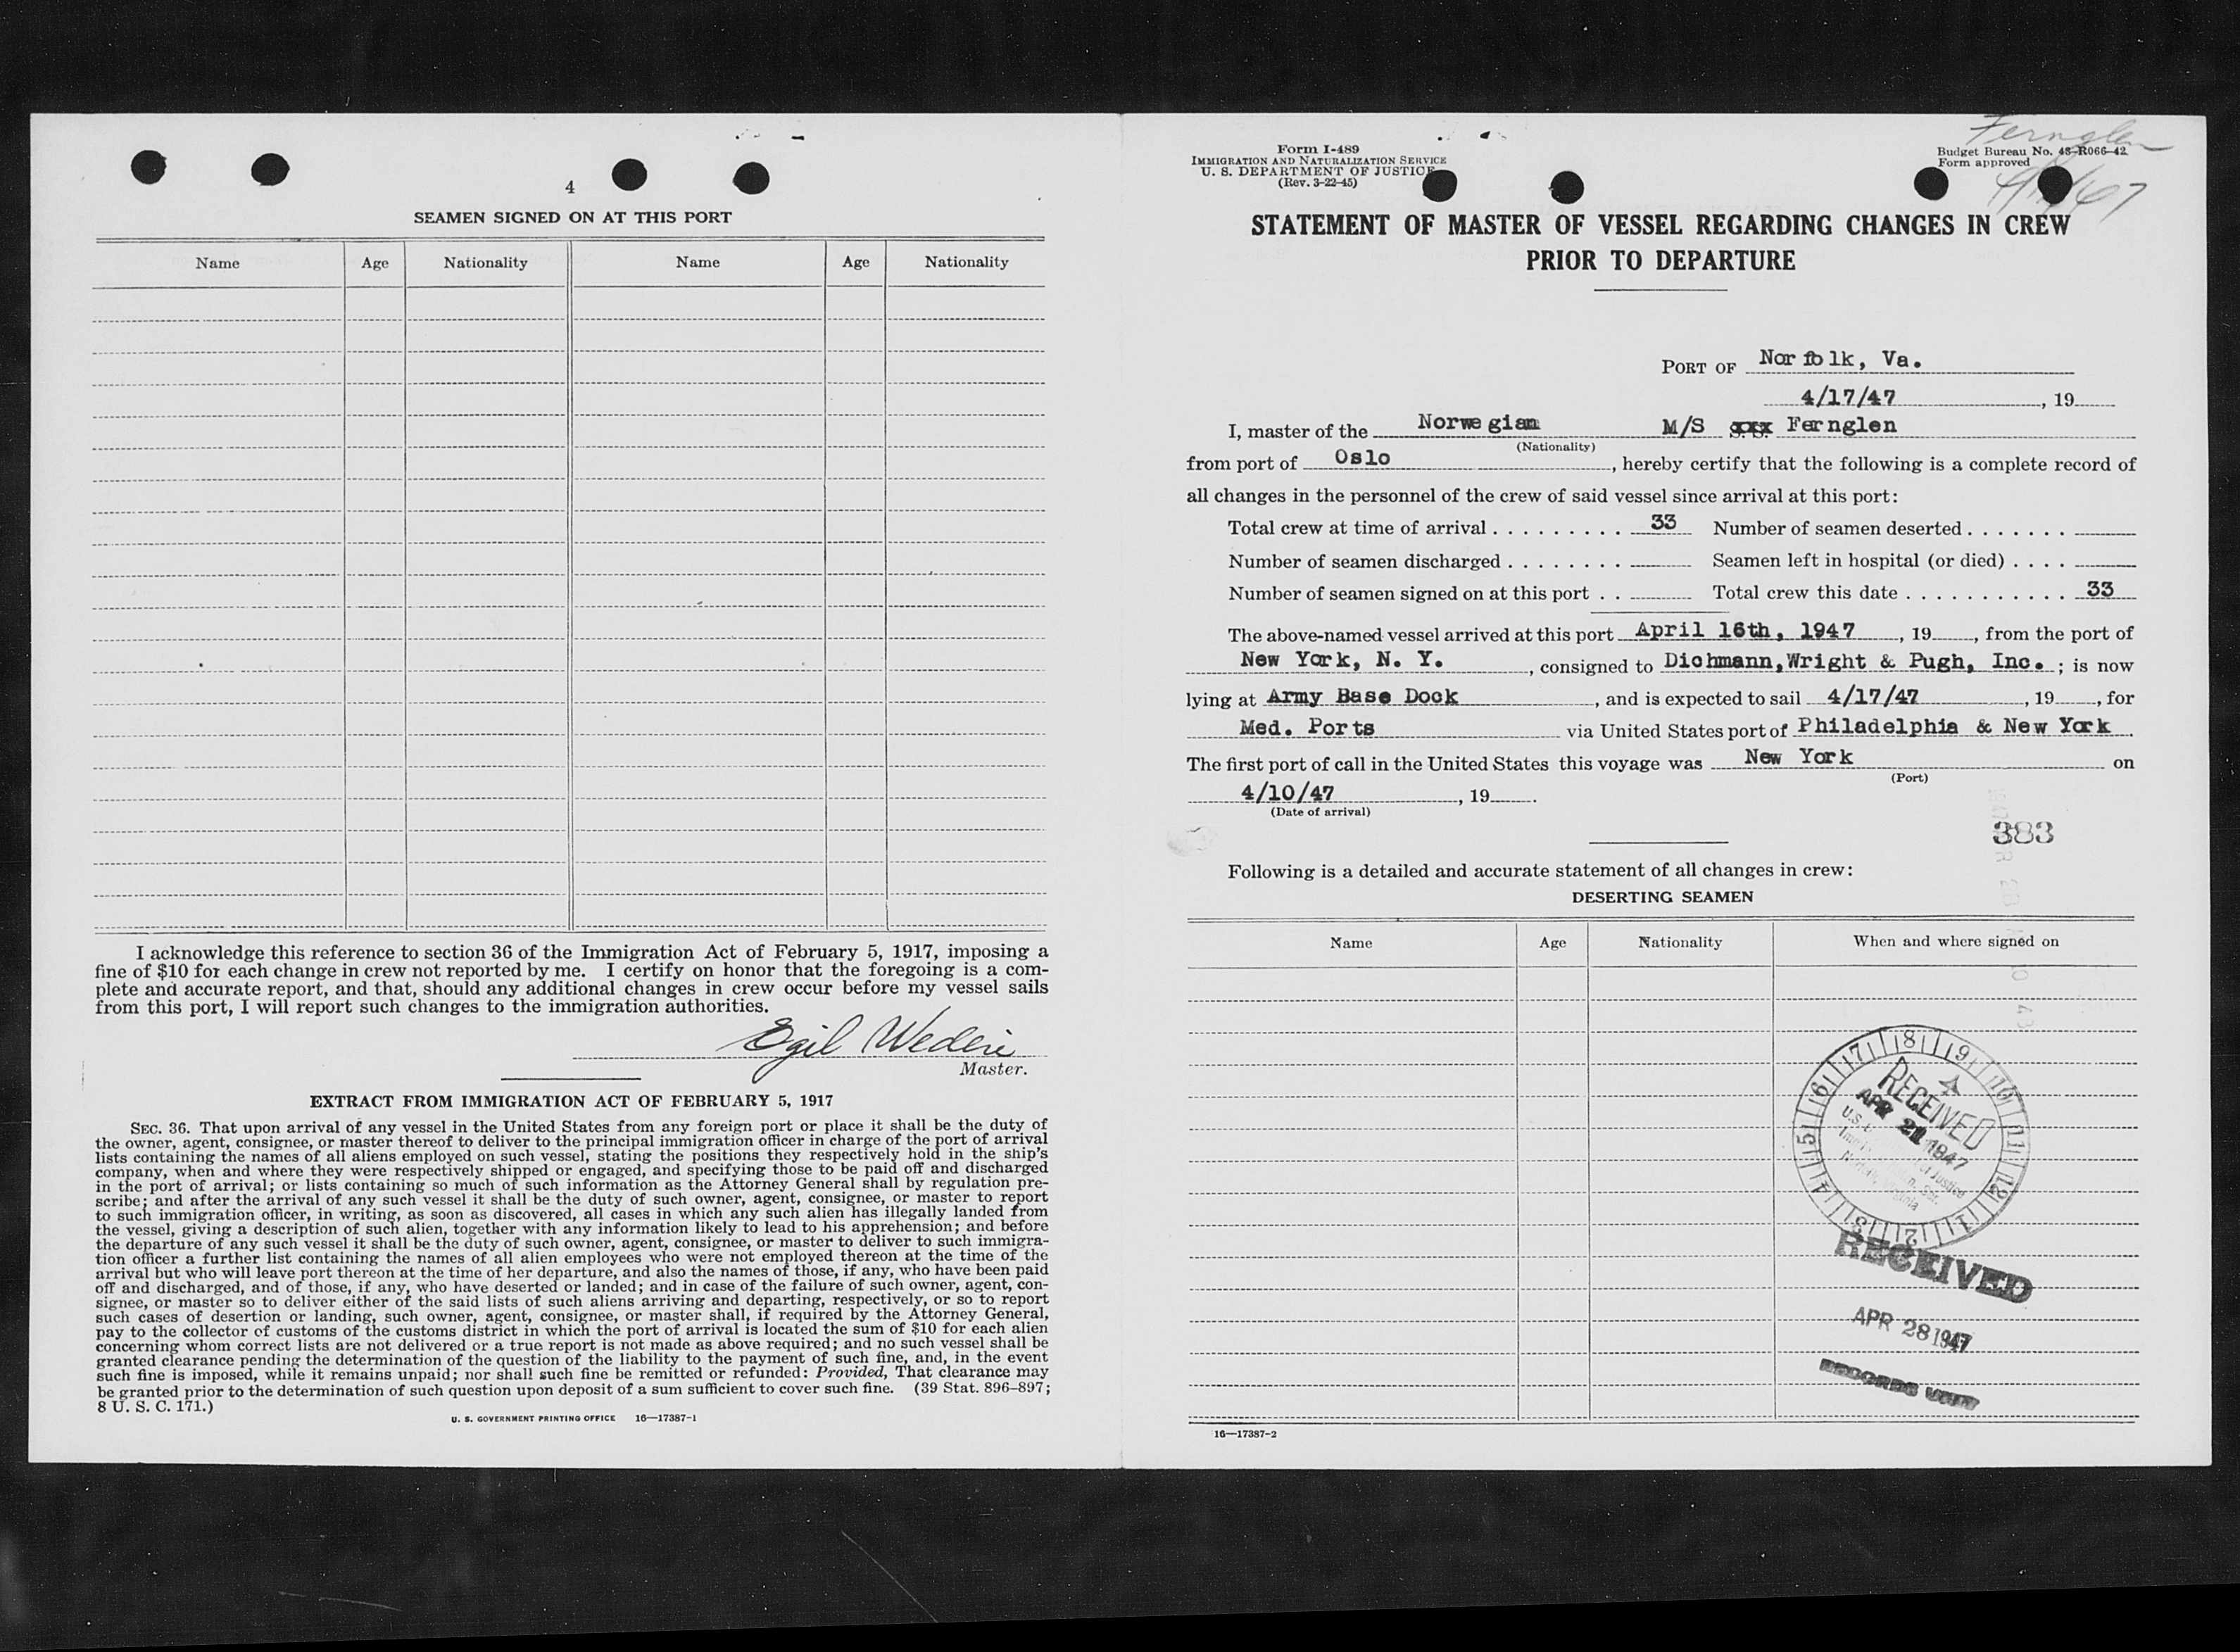 4
SEAMEN SIGNED ON AT THIS PORT
Name Age Nationality Name Age Nationality
I acknowledge this reference to section 36 of the Immigration Act of February 5, 1917, imposing a
fine of $10 for each change in crew not reported by me. I certify on honor that the foregoing is a com-
plete and accurate report, and that, should any additional changes in crew occur before my vessel sails
from this port, I will report such changes to the immigration authorities.
Egil
Master.
EXTRACT FROM IMMIGRATION ACT OF FEBRUARY 5, 1917
SEC. 36. That upon arrival of any vessel in the United States from any foreign port or place it shall be the duty of
the owner, agent, consignee, or master thereof to deliver to the principal immigration officer in charge of the port of arrival
lists containing the names of all aliens employed on such vessel, stating the positions they respectively hold in the ship's
company, when and where they were respectively shipped or engaged, and specifying those to be paid off and discharged
in the port of arrival; or lists containing so much of such information as the Attorney General shall by regulation pre-
scribe; and after the arrival of any such vessel it shall be the duty of such owner, agent, consignee, or master to report
to such immigration officer, in writing, as soon as discovered, all cases in which any such alien has illegally landed from
the vessel, giving a description of such alien, together with any information likely to lead to his apprehension; and before
the departure of any such vessel it shall be the duty of such owner, agent, consignee, or master to deliver to such immigra-
tion officer a further list containing the names of all alien employees who were not employed thereon at the time of the
arrival but who will leave port thereon at the time of her departure, and also the names of those, if any, who have been paid
off and discharged, and of those, if any, who have deserted or landed; and in case of the failure of such owner, agent, con-
signee, or master so to deliver either of the said lists of such aliens arriving and departing, respectively, or so to report
such cases of desertion or landing, such owner, agent, consignee, or master shall, if required by the Attorney General,
pay to the collector of customs of the customs district in which the port of arrival is located the sum of $10 for each alien
concerning whom correct lists are not delivered or a true report is not made as above required; and no such vessel shall be
granted clearance pending the determination of the question of the liability to the payment of such fine, and, in the event
such fine is imposed, while it remains unpaid; nor shall such fine be remitted or refunded: Provided, That clearance may
be granted prior to the determination of such question upon deposit of a sum sufficient to cover such fine. (39 Stat. 896–897;
8 U. S. C. 171.)
U. S. GOVERNMENT PRINTING OFFICE 16—17387-1
Fernglen
Form I-489
IMMIGRATION AND NATURALIZATION SERVICE
U. S. DEPARTMENT OF JUSTICE
(Rev. 3-22-45)
Budget Bureau No. 43-R066-42
Form approved
STATEMENT OF MASTER OF VESSEL REGARDING CHANGES IN CREW
PRIOR TO DEPARTURE
PORT OF Norfolk, Va.
4/17/47, 19
I, master of the Norwegian M/S xxx Fernglen
(Nationality)
from port of Oslo, hereby certify that the following is a complete record of
all changes in the personnel of the crew of said vessel since arrival at this port:
Total crew at time of arrival . . . . . . . . . 33 Number of seamen deserted . . . . . . .
Number of seamen discharged . . . . . . . . Seamen left in hospital (or died) . . . .
Number of seamen signed on at this port . . Total crew this date . . . . . . . . . . . 33
The above-named vessel arrived at this port April 16th, 1947, 19, from the port of
New York, N. Y., consigned to Dichmann, Wright & Pugh, Inc.; is now
lying at Army Base Dock, and is expected to sail 4/17/47, 19, for
Med. Ports via United States port of Philadelphia & New York.
The first port of call in the United States this voyage was New York on
(Port)
4/10/47, 19.
(Date of arrival)
383
Following is a detailed and accurate statement of all changes in crew:
DESERTING SEAMEN
Name Age Nationality When and where signed on
RECEIVED
APR 21 1947
RECEIVED
APR 28 1947
RECORDS UNIT
16—17387-2